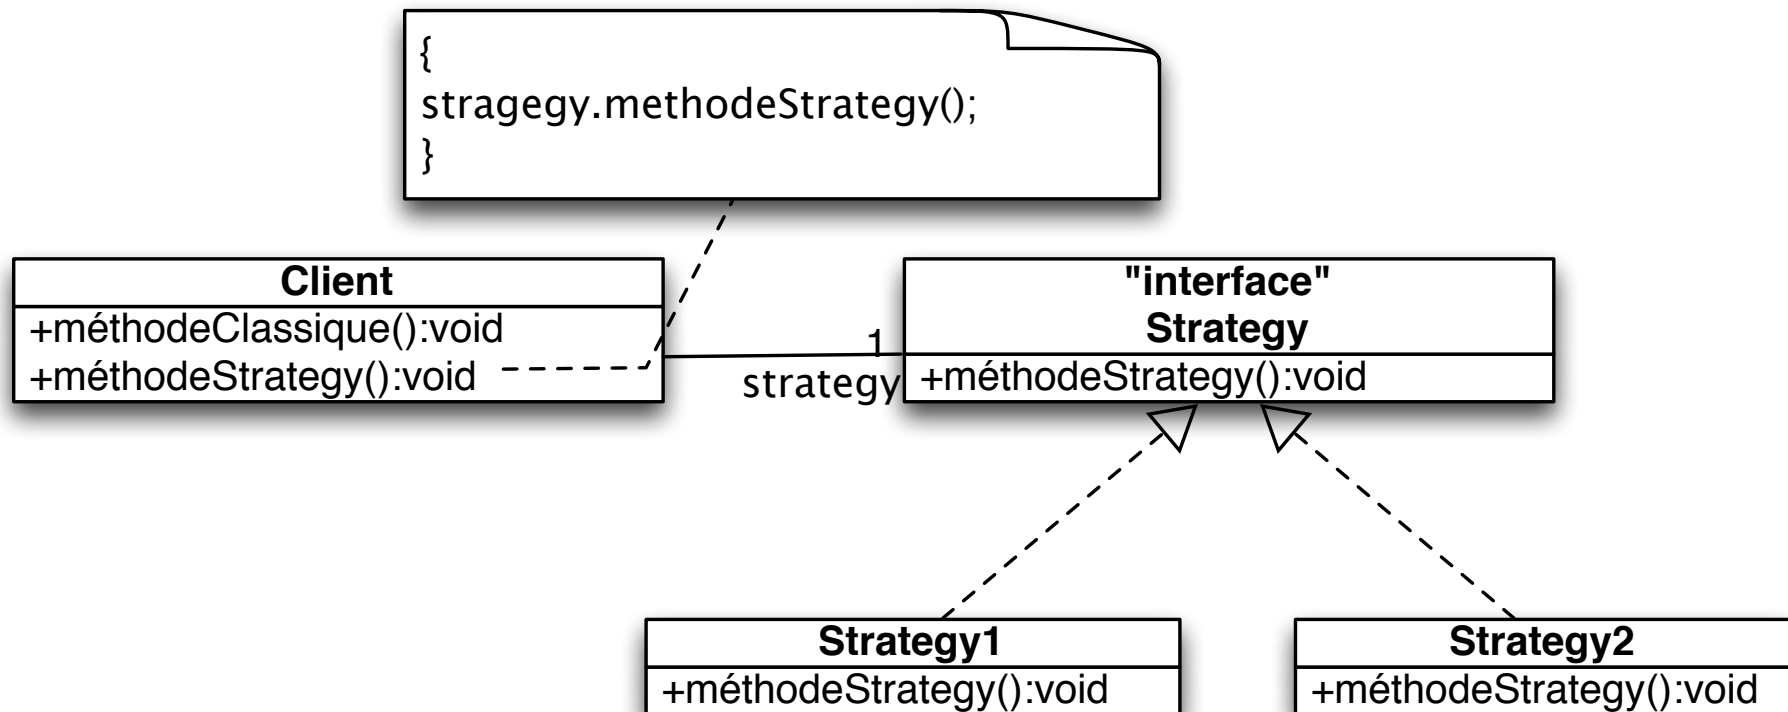 {
stragegy.methodeStrategy();
}
Client
+méthodeClassique():void
+méthodeStrategy():void
1
strategy
"interface"
Strategy
+méthodeStrategy():void
Strategy1
+méthodeStrategy():void
Strategy2
+méthodeStrategy():void